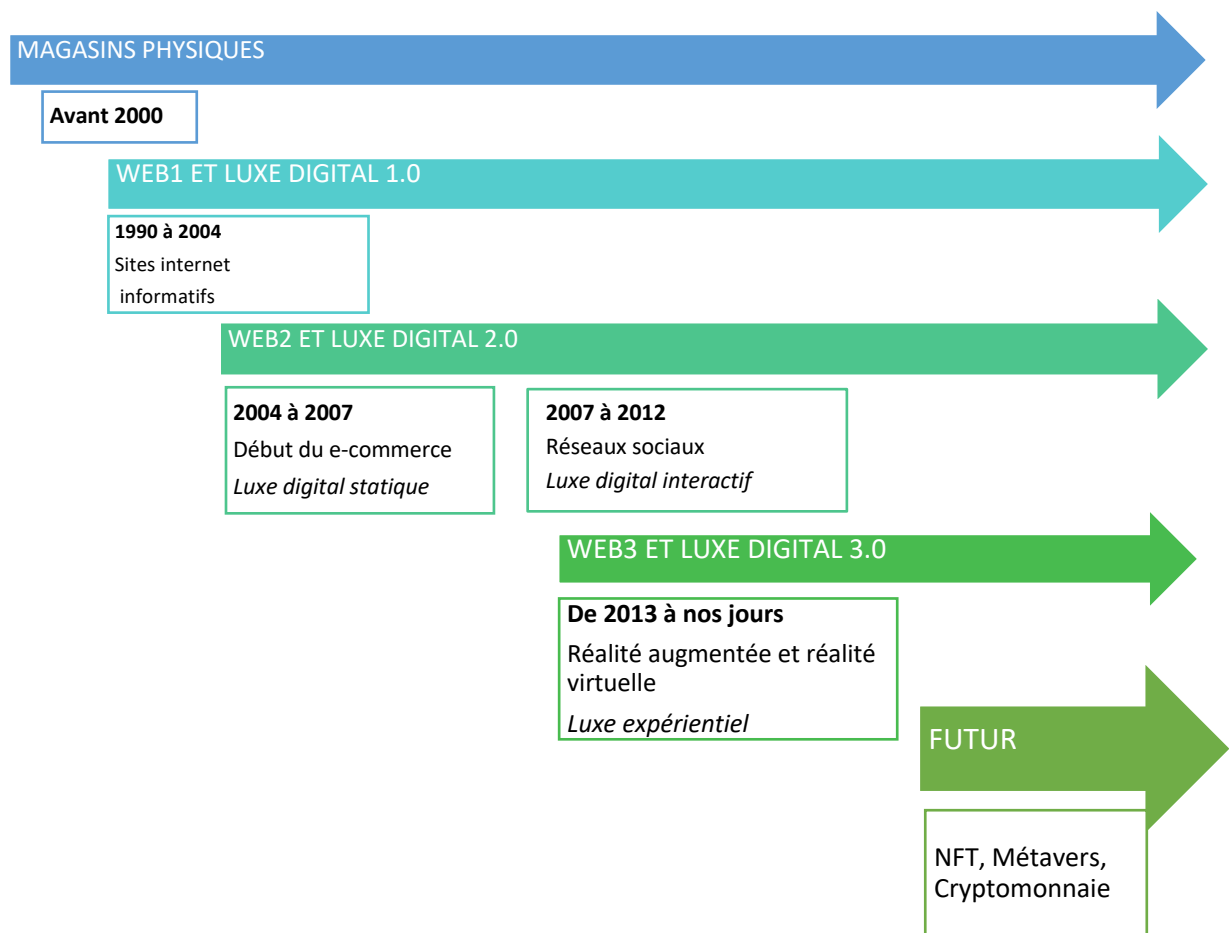 MAGASINS PHYSIQUES
Avant 2000
WEB1 ET LUXE DIGITAL 1.0
1990 à 2004
Sites internet
informatifs
WEB2 ET LUXE DIGITAL 2.0
2004 à 2007
Début du e-commerce
Luxe digital statique
2007 à 2012
Réseaux sociaux
Luxe digital interactif
WEB3 ET LUXE DIGITAL 3.0
De 2013 à nos jours
Réalité augmentée et réalité
virtuelle
Luxe expérientiel
FUTUR
NFT, Métavers,
Cryptomonnaie